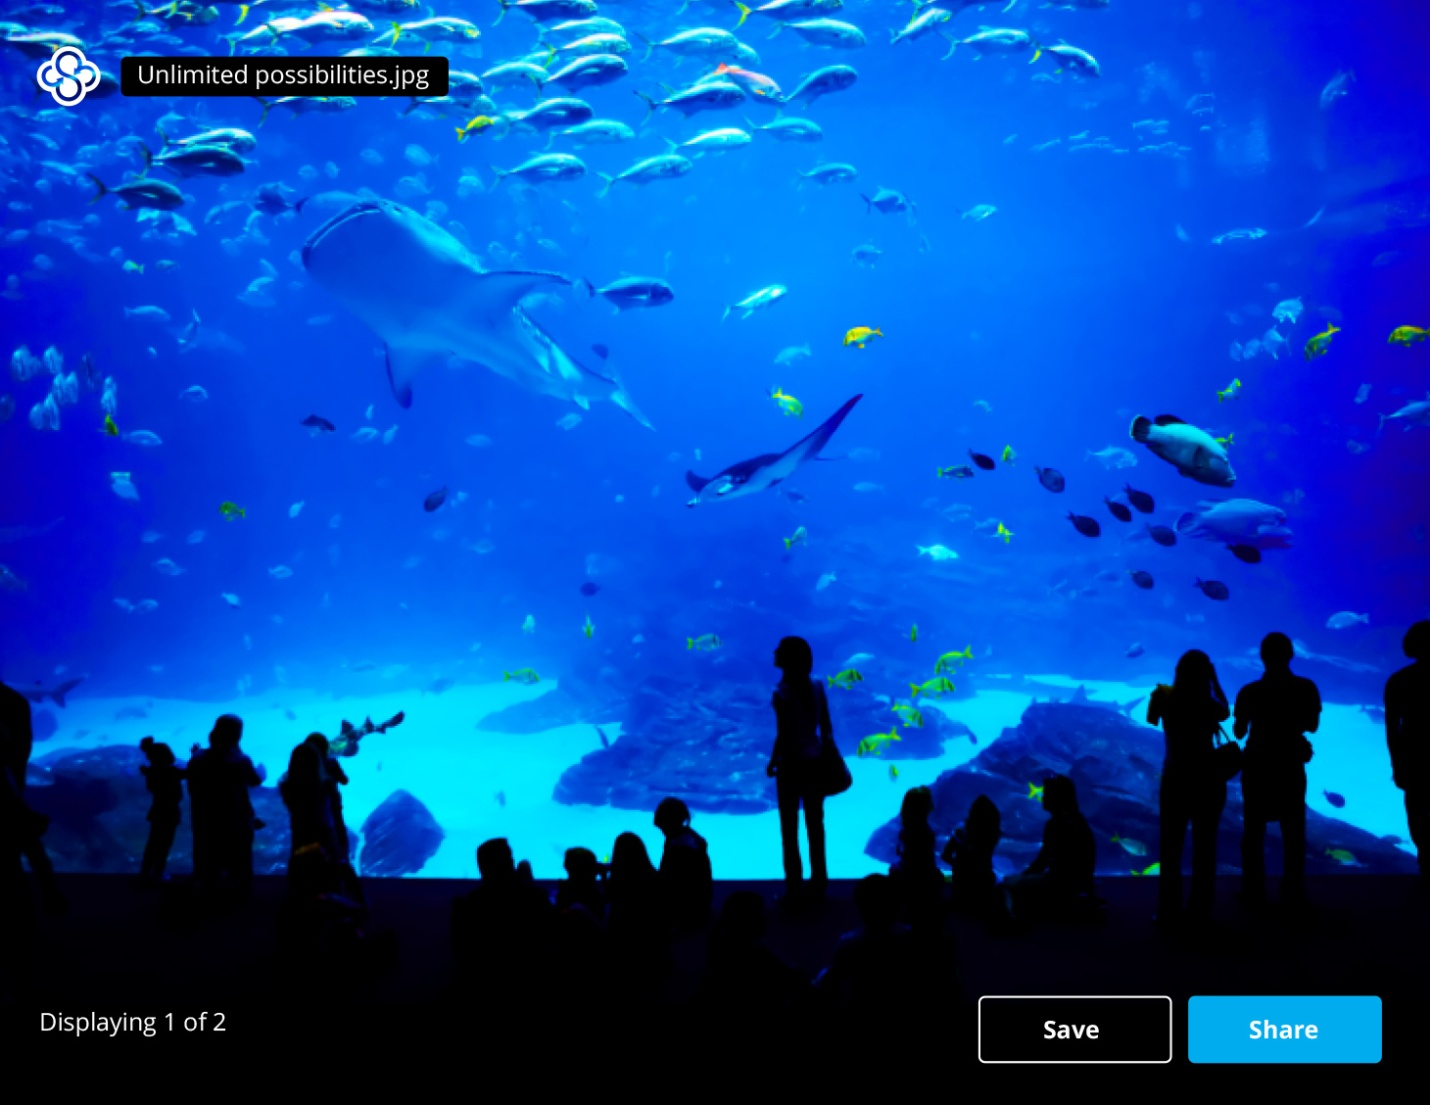 Unlimited possibilities.jpg
Displaying 1 of 2
Save
Share